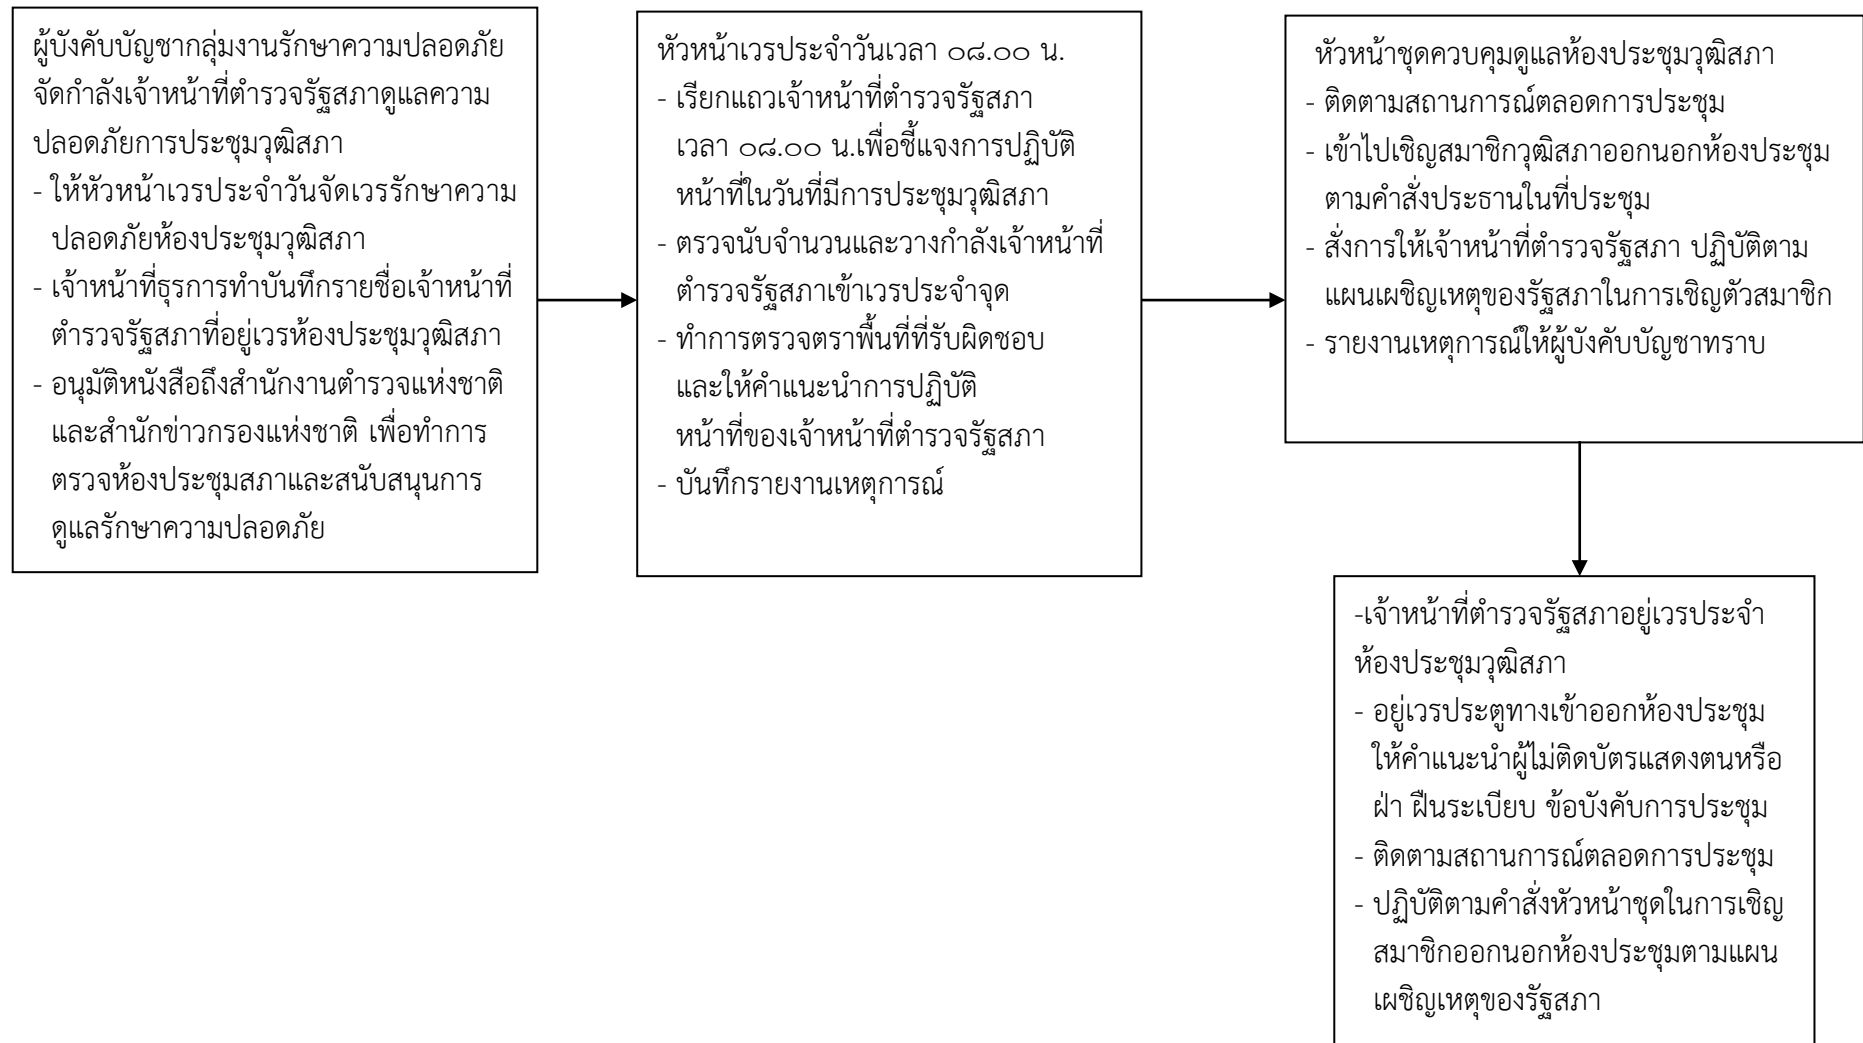 ผู้บังคับบัญชากลุ่มงานรักษาความปลอดภัย
จัดกำลังเจ้าหน้าที่ตำรวจรัฐสภาดูแลความ
ปลอดภัยการประชุมวุฒิสภา
- ให้หัวหน้าเวรประจำวันจัดเวรรักษาความ
ปลอดภัยห้องประชุมวุฒิสภา
- เจ้าหน้าที่ธุรการทำบันทึกรายชื่อเจ้าหน้าที่
ตำรวจรัฐสภาที่อยู่เวรห้องประชุมวุฒิสภา
- อนุมัติหนังสือถึงสำนักงานตำรวจแห่งชาติ
และสำนักข่าวกรองแห่งชาติ เพื่อทำการ
ตรวจห้องประชุมสภาและสนับสนุนการ
ดูแลรักษาความปลอดภัย
หัวหน้าเวรประจำวันเวลา ๐๘.๐๐ น.
- เรียกแถวเจ้าหน้าที่ตำรวจรัฐสภา
เวลา ๐๘.๐๐ น.เพื่อชี้แจงการปฏิบัติ
หน้าที่ในวันที่มีการประชุมวุฒิสภา
- ตรวจนับจำนวนและวางกำลังเจ้าหน้าที่
ตำรวจรัฐสภาเข้าเวรประจำจุด
- ทำการตรวจตราพื้นที่ที่รับผิดชอบ
และให้คำแนะนำการปฏิบัติ
หน้าที่ของเจ้าหน้าที่ตำรวจรัฐสภา
- บันทึกรายงานเหตุการณ์
หัวหน้าชุดควบคุมดูแลห้องประชุมวุฒิสภา
- ติดตามสถานการณ์ตลอดการประชุม
- เข้าไปเชิญสมาชิกวุฒิสภาออกนอกห้องประชุม
ตามคำสั่งประธานในที่ประชุม
- สั่งการให้เจ้าหน้าที่ตำรวจรัฐสภา ปฏิบัติตาม
แผนเผชิญเหตุของรัฐสภาในการเชิญตัวสมาชิก
- รายงานเหตุการณ์ให้ผู้บังคับบัญชาทราบ
-เจ้าหน้าที่ตำรวจรัฐสภาอยู่เวรประจำ
ห้องประชุมวุฒิสภา
- อยู่เวรประตูทางเข้าออกห้องประชุม
ให้คำแนะนำผู้ไม่ติดบัตรแสดงตนหรือ
ฝ่า ฝืนระเบียบ ข้อบังคับการประชุม
- ติดตามสถานการณ์ตลอดการประชุม
- ปฏิบัติตามคำสั่งหัวหน้าชุดในการเชิญ
สมาชิกออกนอกห้องประชุมตามแผน
เผชิญเหตุของรัฐสภา